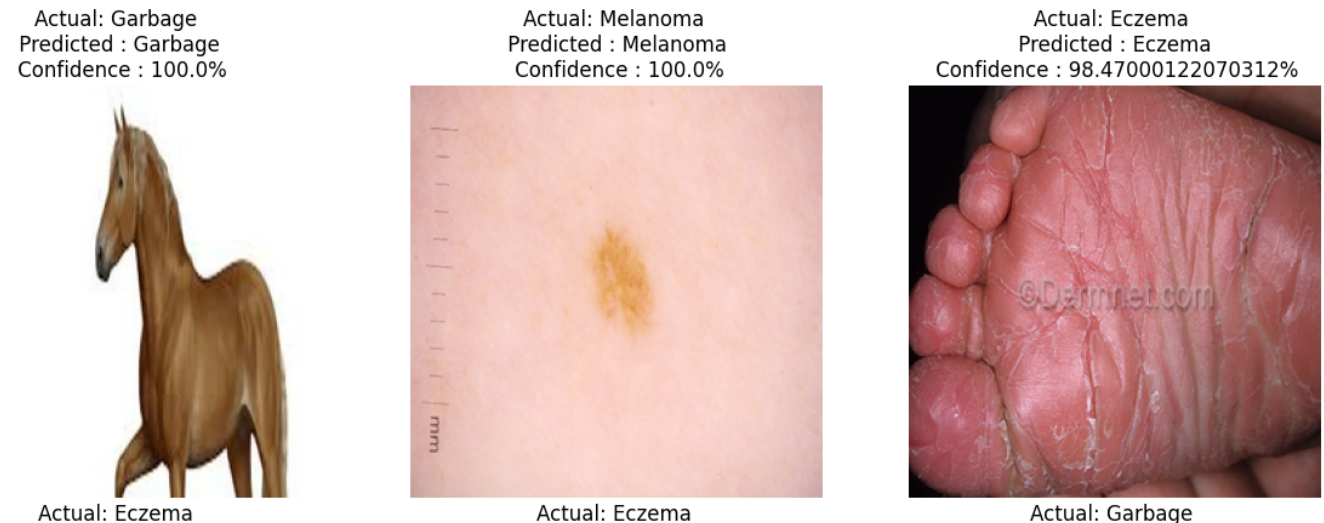 Actual: Garbage
Predicted : Garbage
Confidence : 100.0%
Actual: Melanoma
Predicted : Melanoma
Confidence : 100.0%
Actual: Eczema
Predicted : Eczema
Confidence : 98.47000122070312%
mm
©Dermnet.com
Actual: Eczema
Actual: Eczema
Actual: Garbage